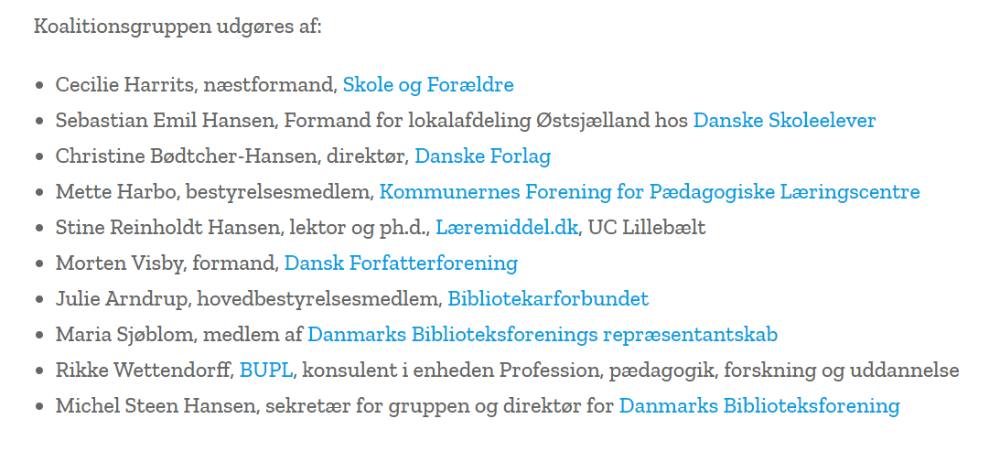 Koalitionsgruppen udgøres af:
• Cecilie Harrits, næstformand, Skole og Forældre
• Sebastian Emil Hansen, Formand for lokalafdeling Østsjælland hos Danske Skoleelever
• Christine Bødtcher-Hansen, direktør, Danske Forlag
• Mette Harbo, bestyrelsesmedlem, Kommunernes Forening for Pædagogiske Læringscentre
• Stine Reinholdt Hansen, lektor og ph.d., Læremiddel.dk, UC Lillebælt
• Morten Visby, formand, Dansk Forfatterforening
• Julie Arndrup, hovedbestyrelsesmedlem, Bibliotekarforbundet
• Maria Sjøblom, medlem af Danmarks Biblioteksforenings repræsentantskab
• Rikke Wettendorff, BUPL, konsulent i enheden Profession, pædagogik, forskning og uddannelse
• Michel Steen Hansen, sekretær for gruppen og direktør for Danmarks Biblioteksforening